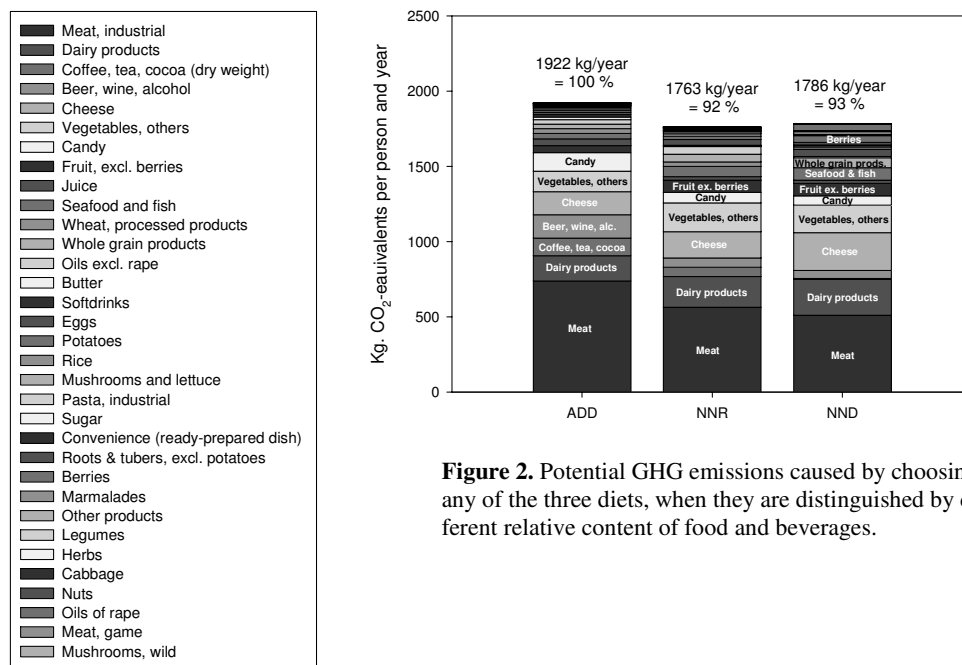 Meat, industrial
Dairy products
Coffee, tea, cocoa (dry weight)
Beer, wine, alcohol
Cheese
Vegetables, others
Candy
Fruit, excl. berries
Juice
Seafood and fish
Wheat, processed products
Whole grain products
Oils excl. rape
Butter
Softdrinks
Eggs
Potatoes
Rice
Mushrooms and lettuce
Pasta, industrial
Sugar
Convenience (ready-prepared dish)
Roots & tubers, excl. potatoes
Berries
Marmalades
Other products
Legumes
Herbs
Cabbage
Nuts
Oils of rape
Meat, game
Mushrooms, wild
Kg. CO2-eauivalents per person and year
2500
2000
1500
1000
500
0
1922 kg/year
= 100 %
Candy
Vegetables, others
Cheese
Beer, wine, alc.
Coffee, tea, cocoa
Dairy products
Meat
ADD
1763 kg/year
= 92 %
Fruit ex. berries
Candy
Vegetables, others
Cheese
Dairy products
Meat
NNR
1786 kg/year
= 93 %
Berries
Whole grain prods.
Seafood & fish
Fruit ex. berries
Candy
Vegetables, others
Cheese
Dairy products
Meat
NND
Figure 2. Potential GHG emissions caused by choosin
any of the three diets, when they are distinguished by
ferent relative content of food and beverages.